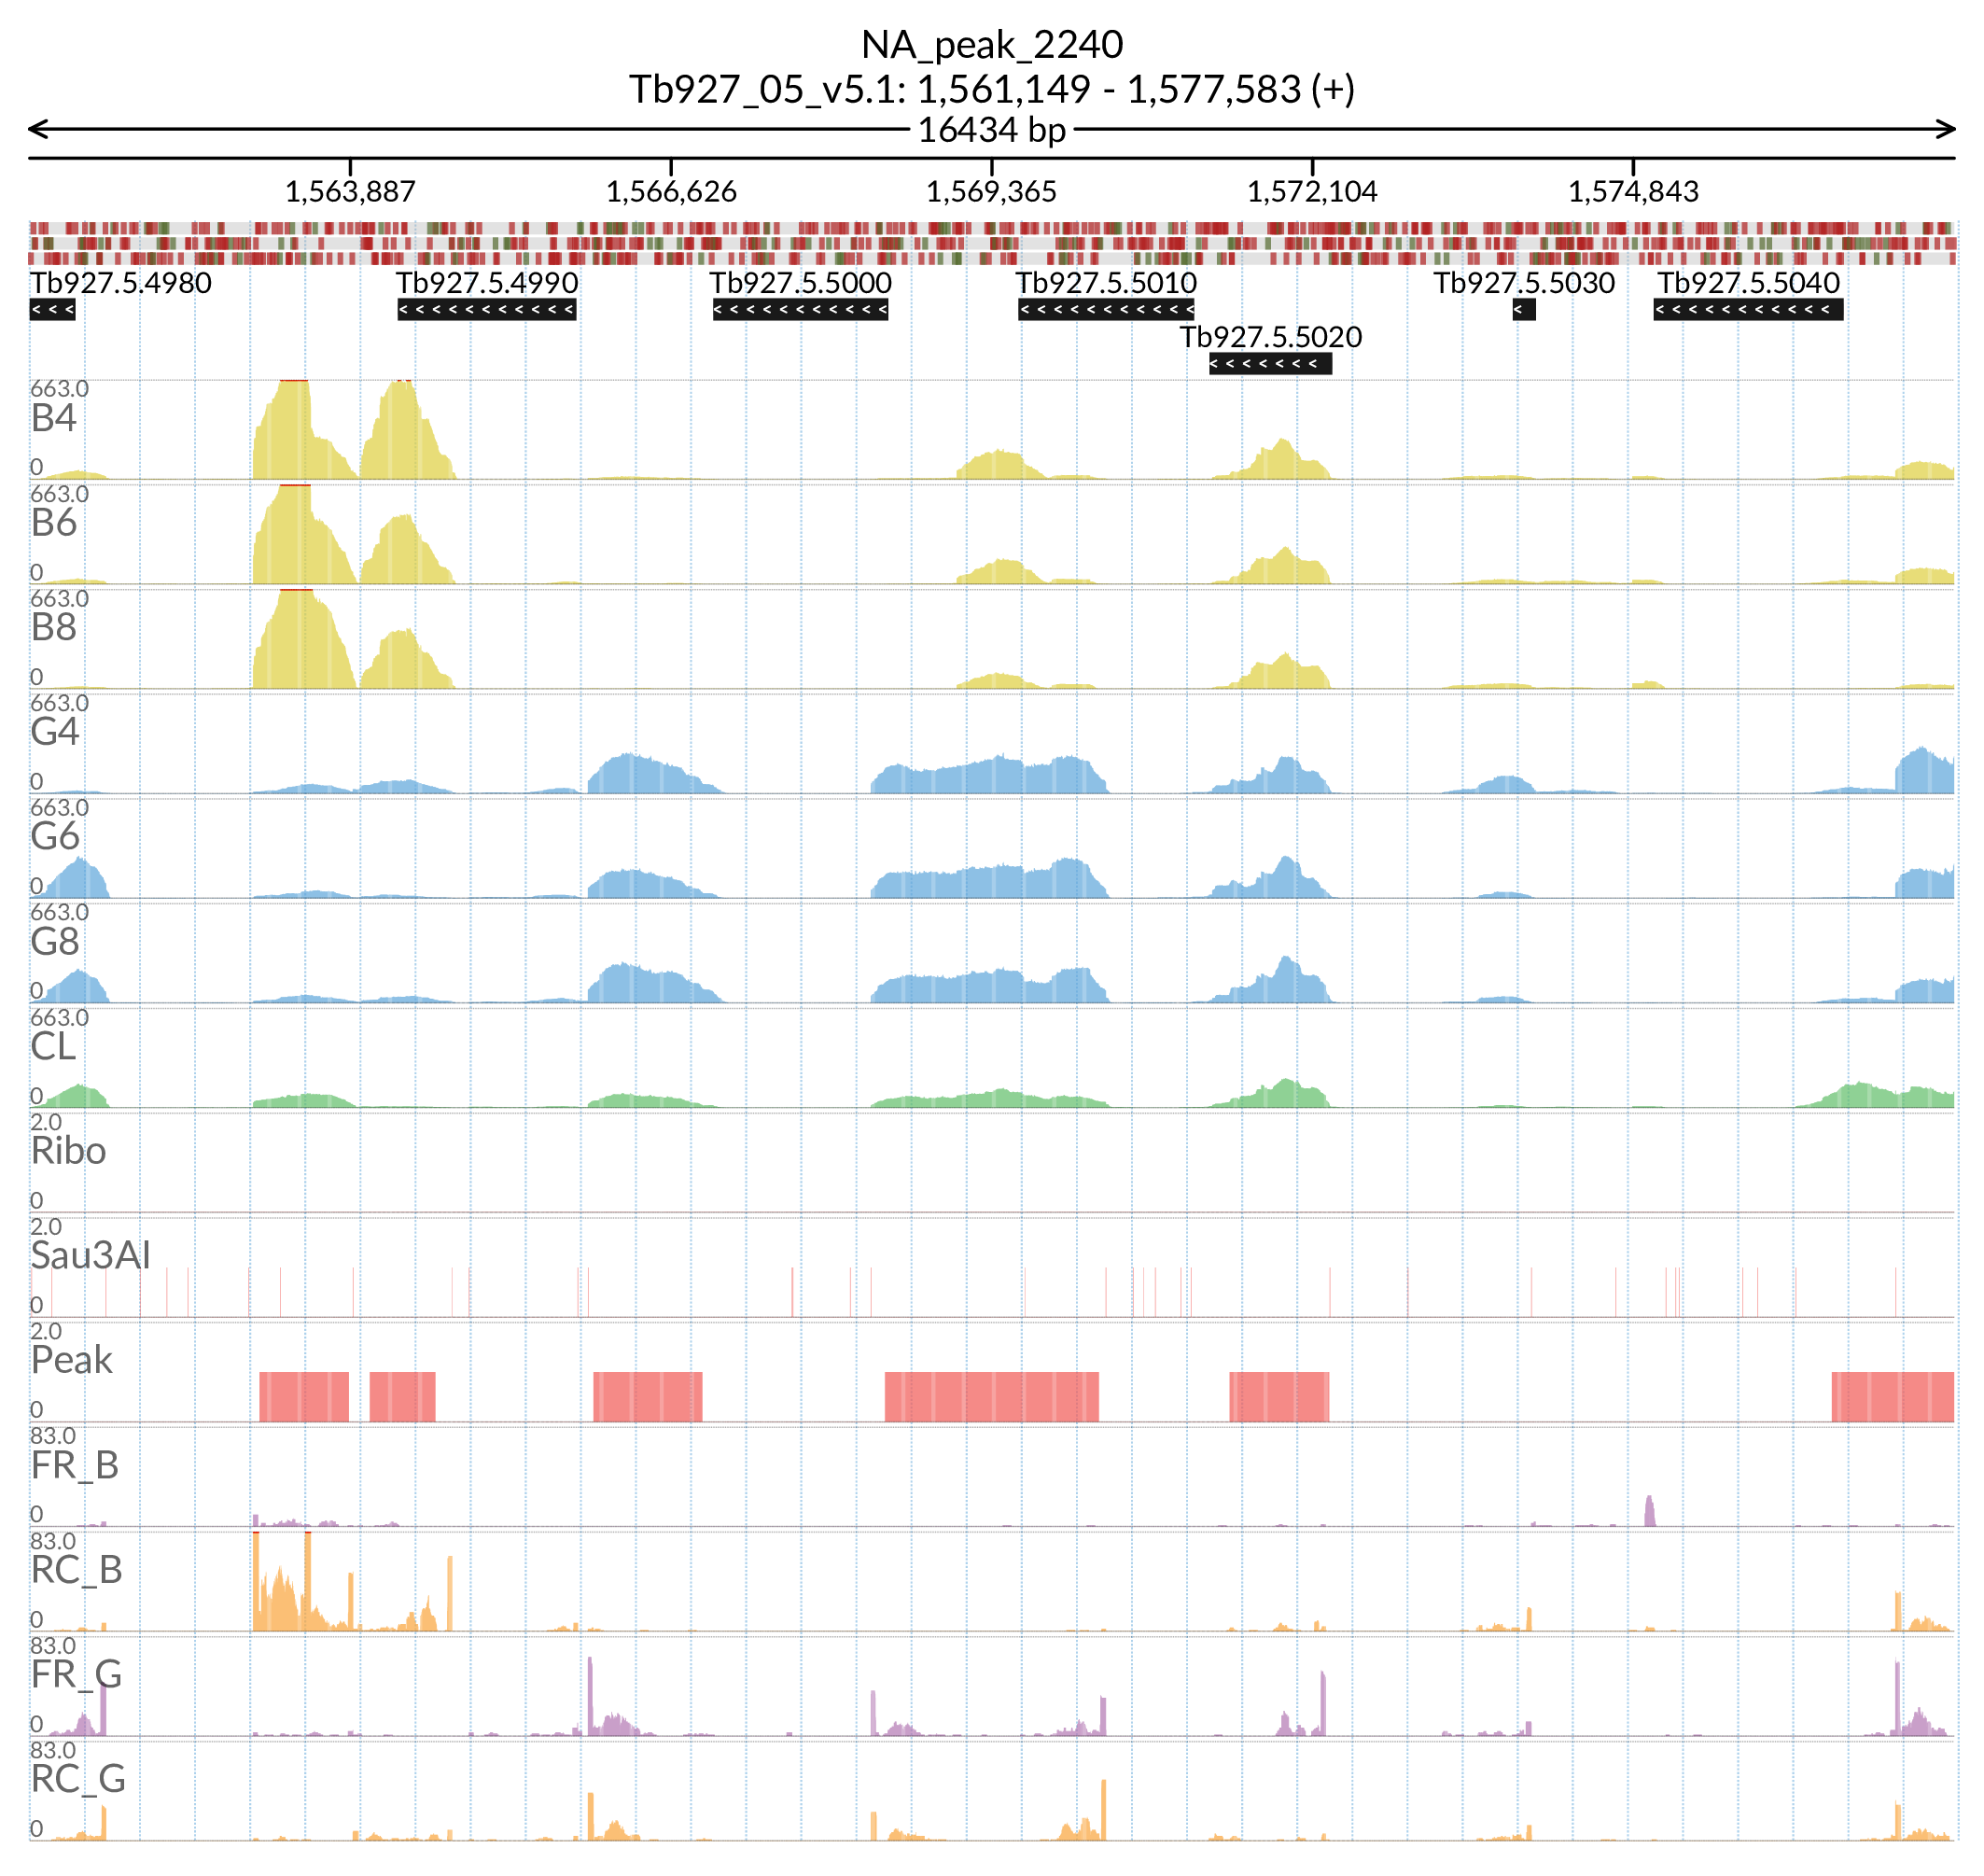 NA_peak_2240
Tb927_05_v5.1: 1,561,149 - 1,577,583 (+)
16434 bp
1,563,887 1,566,626 1,569,365 1,572,104 1,574,843
Tb927.5.4980 Tb927.5.4990 Tb927.5.5000 Tb927.5.5010 Tb927.5.5030 Tb927.5.5040
Tb927.5.5020
663.0
B4
0
663.0
B6
0
663.0
B8
0
663.0
G4
0
663.0
G6
0
663.0
G8
0
663.0
CL
0
2.0
Ribo
0
2.0
Sau3AI
0
2.0
Peak
0
83.0
FR_B
0
83.0
RC_B
0
83.0
FR_G
0
83.0
RC_G
0